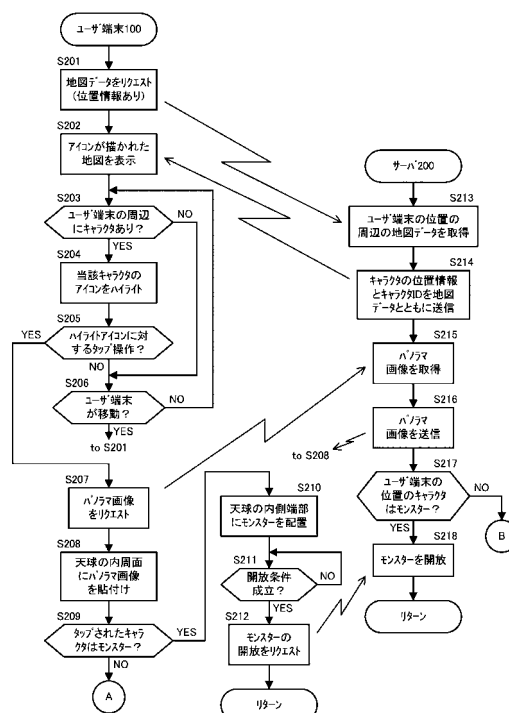 ユーザ端末100
S201
地図データをリクエスト
(位置情報あり)
S202
アイコンが描かれた
地図を表示
S203
ユーザ端末の周辺
にキャラクタあり？
NO
YES
S204
当該キャラクタの
アイコンをハイライト
S205
YES
ハイライトアイコンに対
するタップ操作？
NO
S206
ユーザ端末
が移動？
NO
YES
to S201
S207
パノラマ画像
をリクエスト
S208
天球の内周面
にパノラマ画像
を貼付け
S209
タップされたキャラ
クタはモンスター？
YES
NO
A
S210
天球の内側端部
にモンスターを配置
S211
開放条件
成立？
NO
YES
S212
モンスターの
開放をリクエスト
リターン
サーバ200
S213
ユーザ端末の位置の
周辺の地図データを取得
S214
キャラクタの位置情報
とキャラクタIDを地図
データとともに送信
S215
パノラマ
画像を取得
S216
パノラマ
画像を送信
to S208
S217
ユーザ端末の
位置のキャラクタ
はモンスター？
NO
YES
B
S218
モンスターを開放
リターン